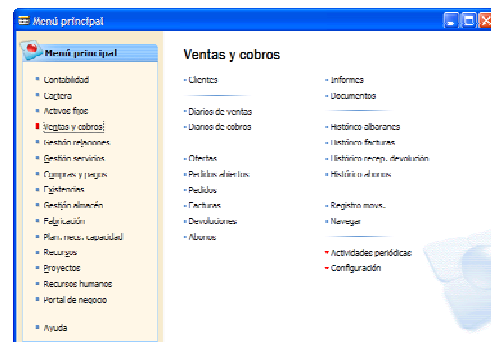 Menú principal
Menú principal
Contabilidad
Cartera
Activos fijos
Ventas y cobros
Gestión relaciones
Gestión servicios
Compras y pagos
Existencias
Gestión almacén
Fabricación
Plan. neces. capacidad
Recursos
Proyectos
Recursos humanos
Portal de negocio
Ayuda
Ventas y cobros
Clientes
Diarios de ventas
Diarios de cobros
Ofertas
Pedidos abiertos
Pedidos
Facturas
Devoluciones
Abonos
Informes
Documentos
Histórico albaranes
Histórico facturas
Histórico recep. devolución
Histórico abonos
Registro movs.
Navegar
Actividades periódicas
Configuración